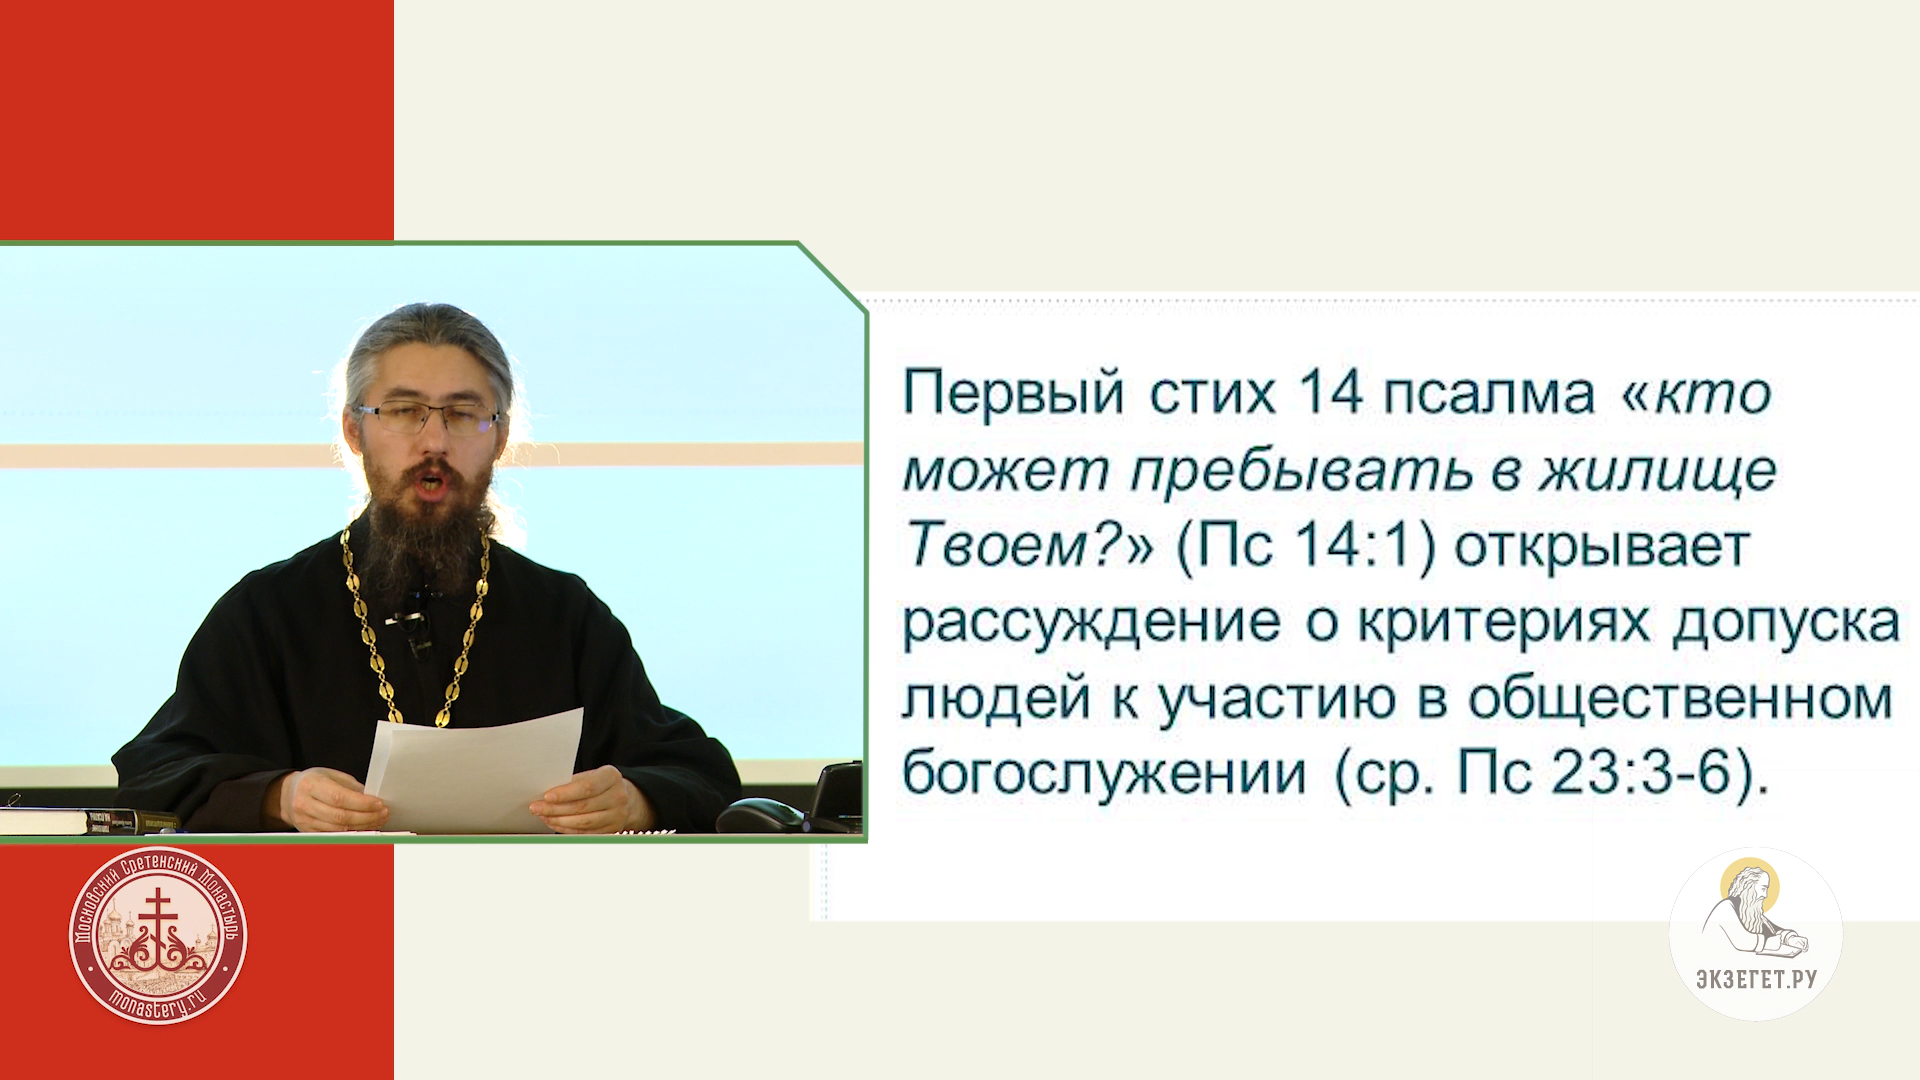 Первый стих 14 псалма «кто
может пребывать в жилище
Твоем?» (Пс 14:1) открывает
рассуждение о критериях допуска
людей к участию в общественном
богослужении (ср. Пс 23:3-6).
Московский Сретенский Монастырь
monastery.ru
ЭКЗЕГЕТ.РУ